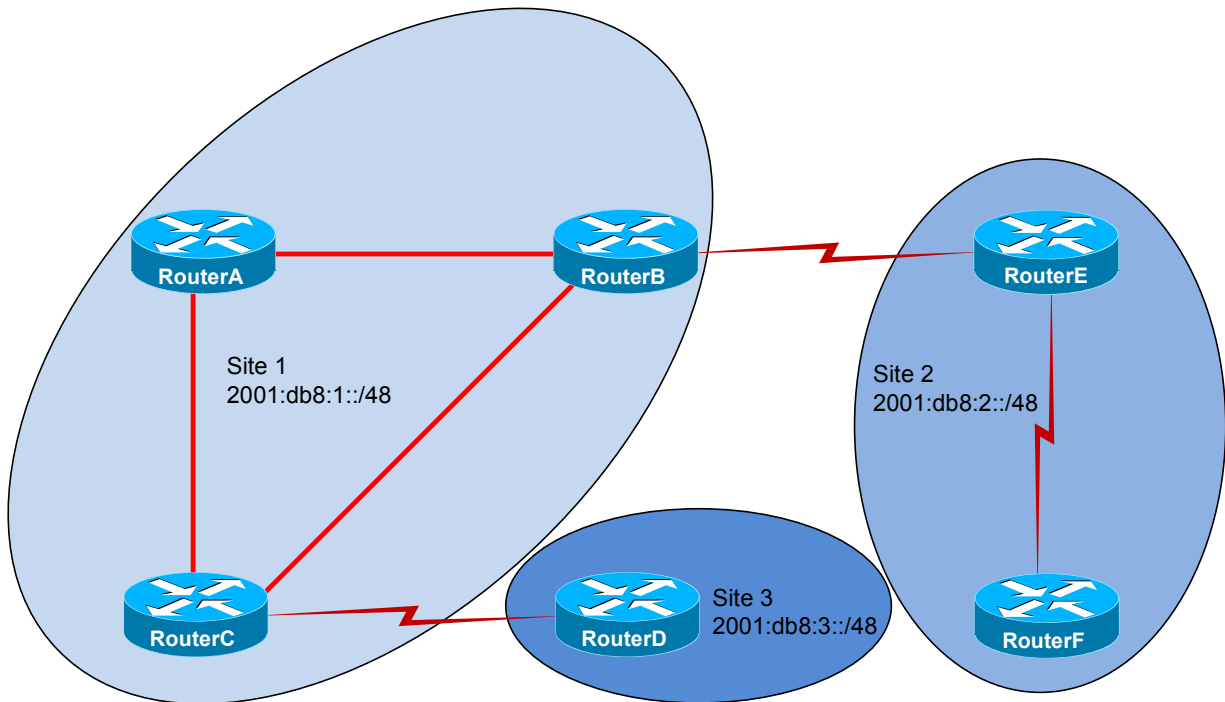 RouterA
RouterB
RouterE
Site 1
2001:db8:1::/48
Site 2
2001:db8:2::/48
RouterC
RouterD
Site 3
2001:db8:3::/48
RouterF